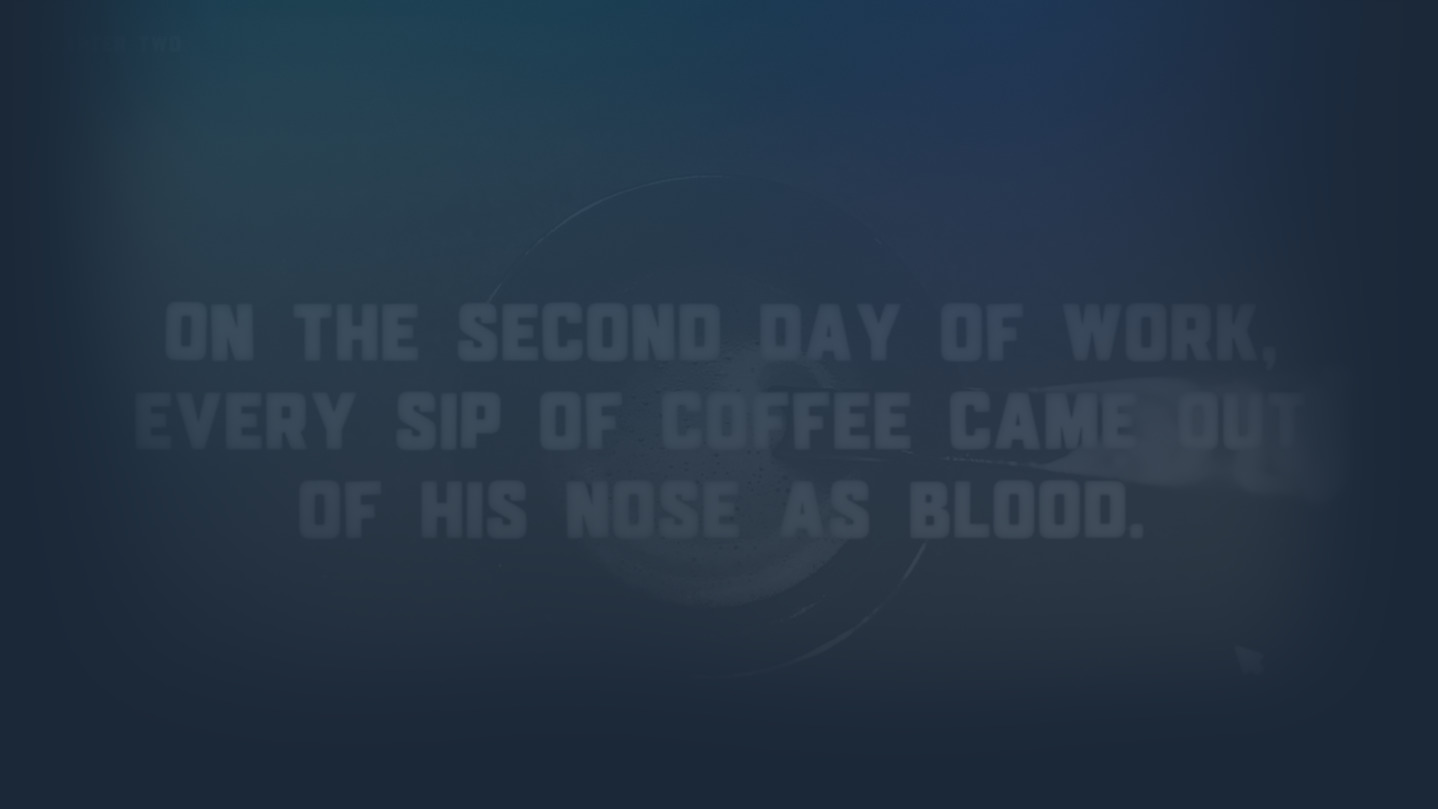 ON THE SECOND DAY OF WORK,
EVERY SIP OF COFFEE CAME OUT
OF HIS NOSE AS BLOOD.